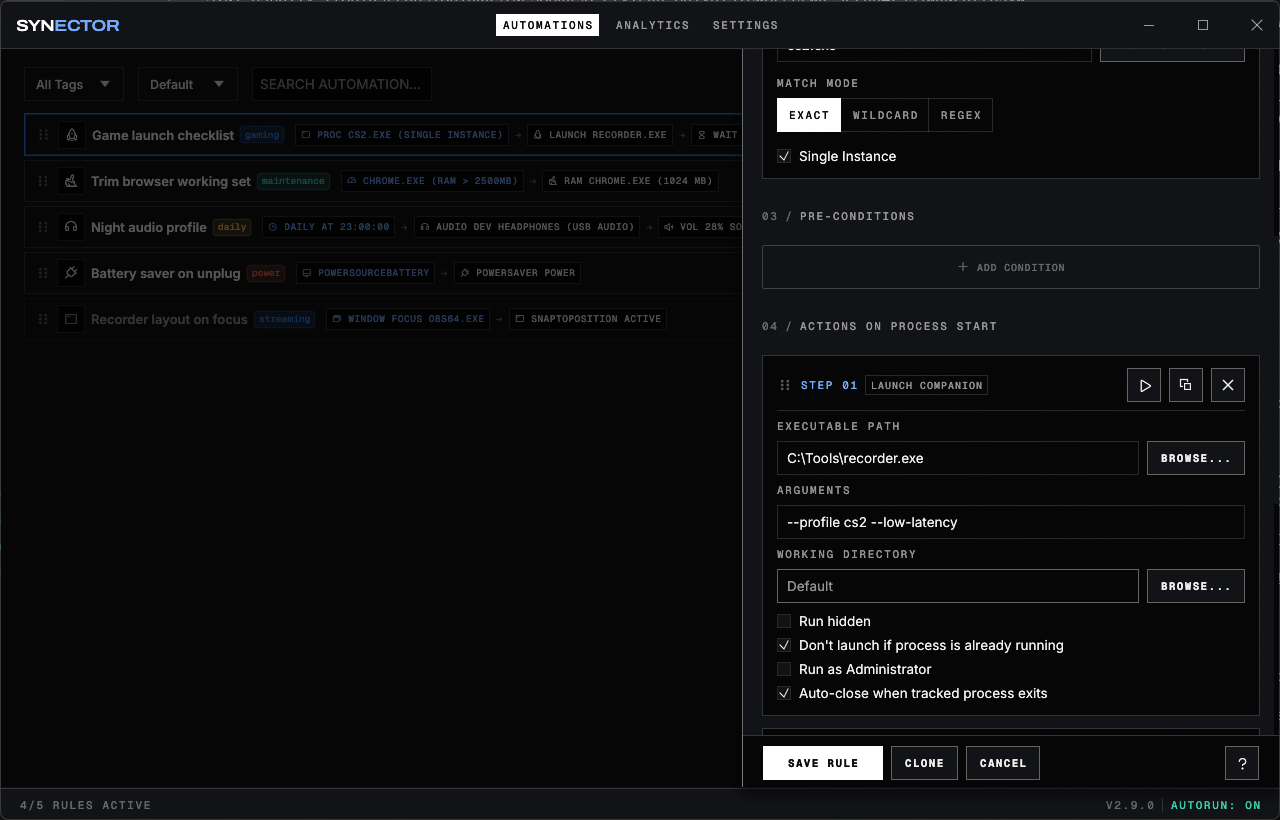 SYNECTOR
AUTOMATIONS ANALYTICS SETTINGS
All Tags Default SEARCH AUTOMATION...
Game launch checklist gaming PROC CS2.EXE (SINGLE INSTANCE) → LAUNCH RECORDER.EXE → WAIT
Trim browser working set maintenance CHROME.EXE (RAM > 2500MB) → RAM CHROME.EXE (1024 MB)
Night audio profile daily DAILY AT 23:00:00 → AUDIO DEV HEADPHONES (USB AUDIO) → VOL 28% SO
Battery saver on unplug power POWERSOURCEBATTERY → POWERSAVER POWER
Recorder layout on focus streaming WINDOW FOCUS OBS64.EXE → SNAPTOPOSITION ACTIVE
MATCH MODE
EXACT WILDCARD REGEX
Single Instance
03 / PRE-CONDITIONS
+ ADD CONDITION
04 / ACTIONS ON PROCESS START
STEP 01 LAUNCH COMPANION
EXECUTABLE PATH
C:\Tools\recorder.exe BROWSE...
ARGUMENTS
--profile cs2 --low-latency
WORKING DIRECTORY
Default BROWSE...
Run hidden
Don't launch if process is already running
Run as Administrator
Auto-close when tracked process exits
SAVE RULE CLONE CANCEL ?
4/5 RULES ACTIVE V2.9.0 AUTORUN: ON